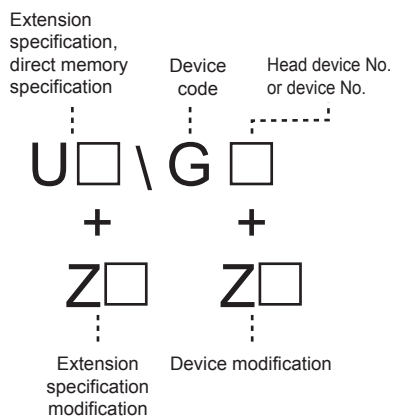 Extension
specification,
direct memory
specification
Device
code
Head device No.
or device No.
U□ \ G □
+ +
Z□ Z□
Extension
specification
modification
Device modification